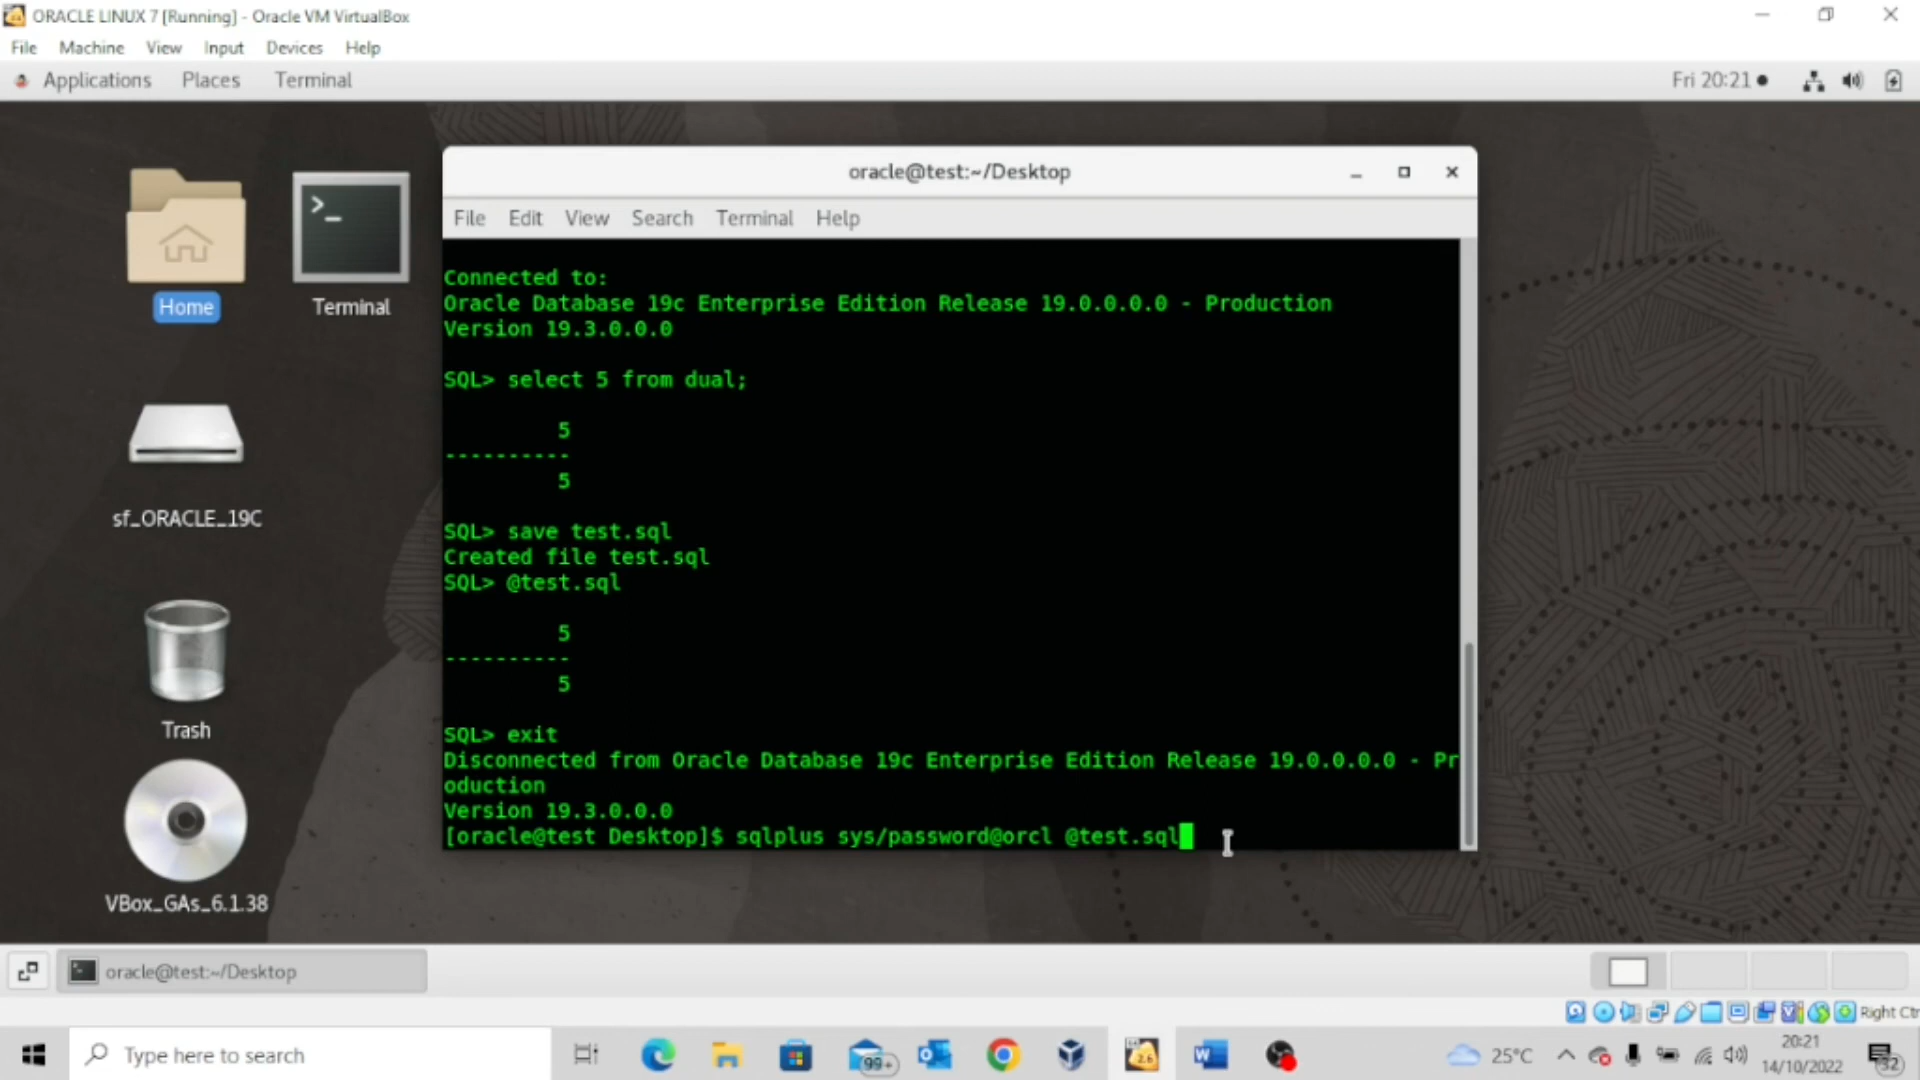 ORACLE LINUX 7 [Running] - Oracle VM VirtualBox
File Machine View Input Devices Help
Applications Places Terminal
Fri 20:21
Home
Terminal
sf_ORACLE_19C
Trash
VBox_GAs_6.1.38
oracle@test:~/Desktop
File Edit View Search Terminal Help
Connected to:
Oracle Database 19c Enterprise Edition Release 19.0.0.0.0 - Production
Version 19.3.0.0.0
SQL> select 5 from dual;
5
----------
5
SQL> save test.sql
Created file test.sql
SQL> @test.sql
5
----------
5
SQL> exit
Disconnected from Oracle Database 19c Enterprise Edition Release 19.0.0.0.0 - Pr
oduction
Version 19.3.0.0.0
[oracle@test Desktop]$ sqlplus sys/password@orcl @test.sql
oracle@test:~/Desktop
Right Ctr
Type here to search
99+
2.6
25°C
20:21
14/10/2022
32